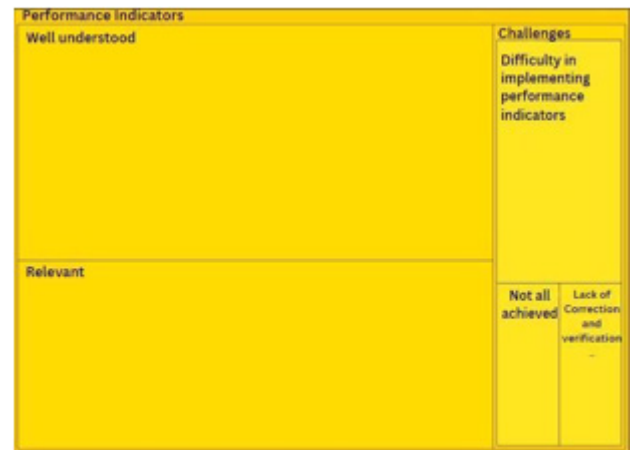 Performance Indicators
Well understood
Challenges
Difficulty in
implementing
performance
indicators
Relevant
Not all
achieved
Lack of
Correction
and
verification
..